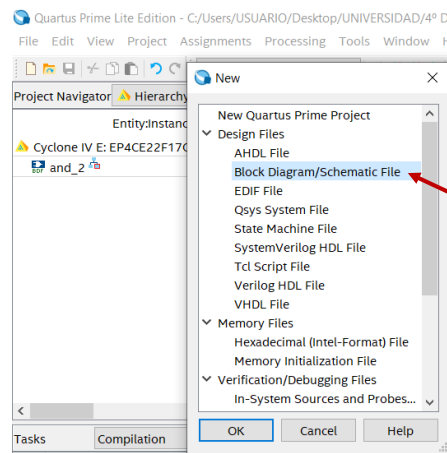 Quartus Prime Lite Edition - C:/Users/USUARIO/Desktop/UNIVERSIDAD/4º D
File Edit View Project Assignments Processing Tools Window H
New
Project Navigator Hierarchy
Entity:Instanc
Cyclone IV E: EP4CE22F17C
and_2
New Quartus Prime Project
Design Files
AHDL File
Block Diagram/Schematic File
EDIF File
Qsys System File
State Machine File
SystemVerilog HDL File
Tcl Script File
Verilog HDL File
VHDL File
Memory Files
Hexadecimal (Intel-Format) File
Memory Initialization File
Verification/Debugging Files
In-System Sources and Probes...
OK Cancel Help
Tasks Compilation